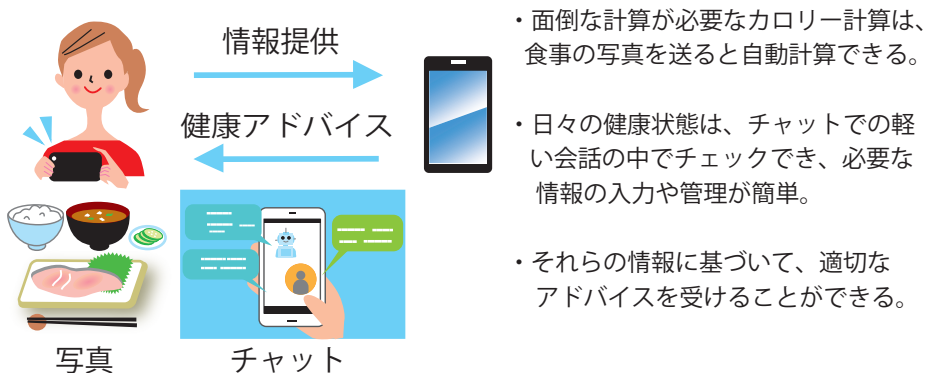 情報提供
健康アドバイス
写真
チャット
・面倒な計算が必要なカロリー計算は、
食事の写真を送ると自動計算できる。
・日々の健康状態は、チャットでの軽
い会話の中でチェックでき、必要な
情報の入力や管理が簡単。
・それらの情報に基づいて、適切な
アドバイスを受けることができる。